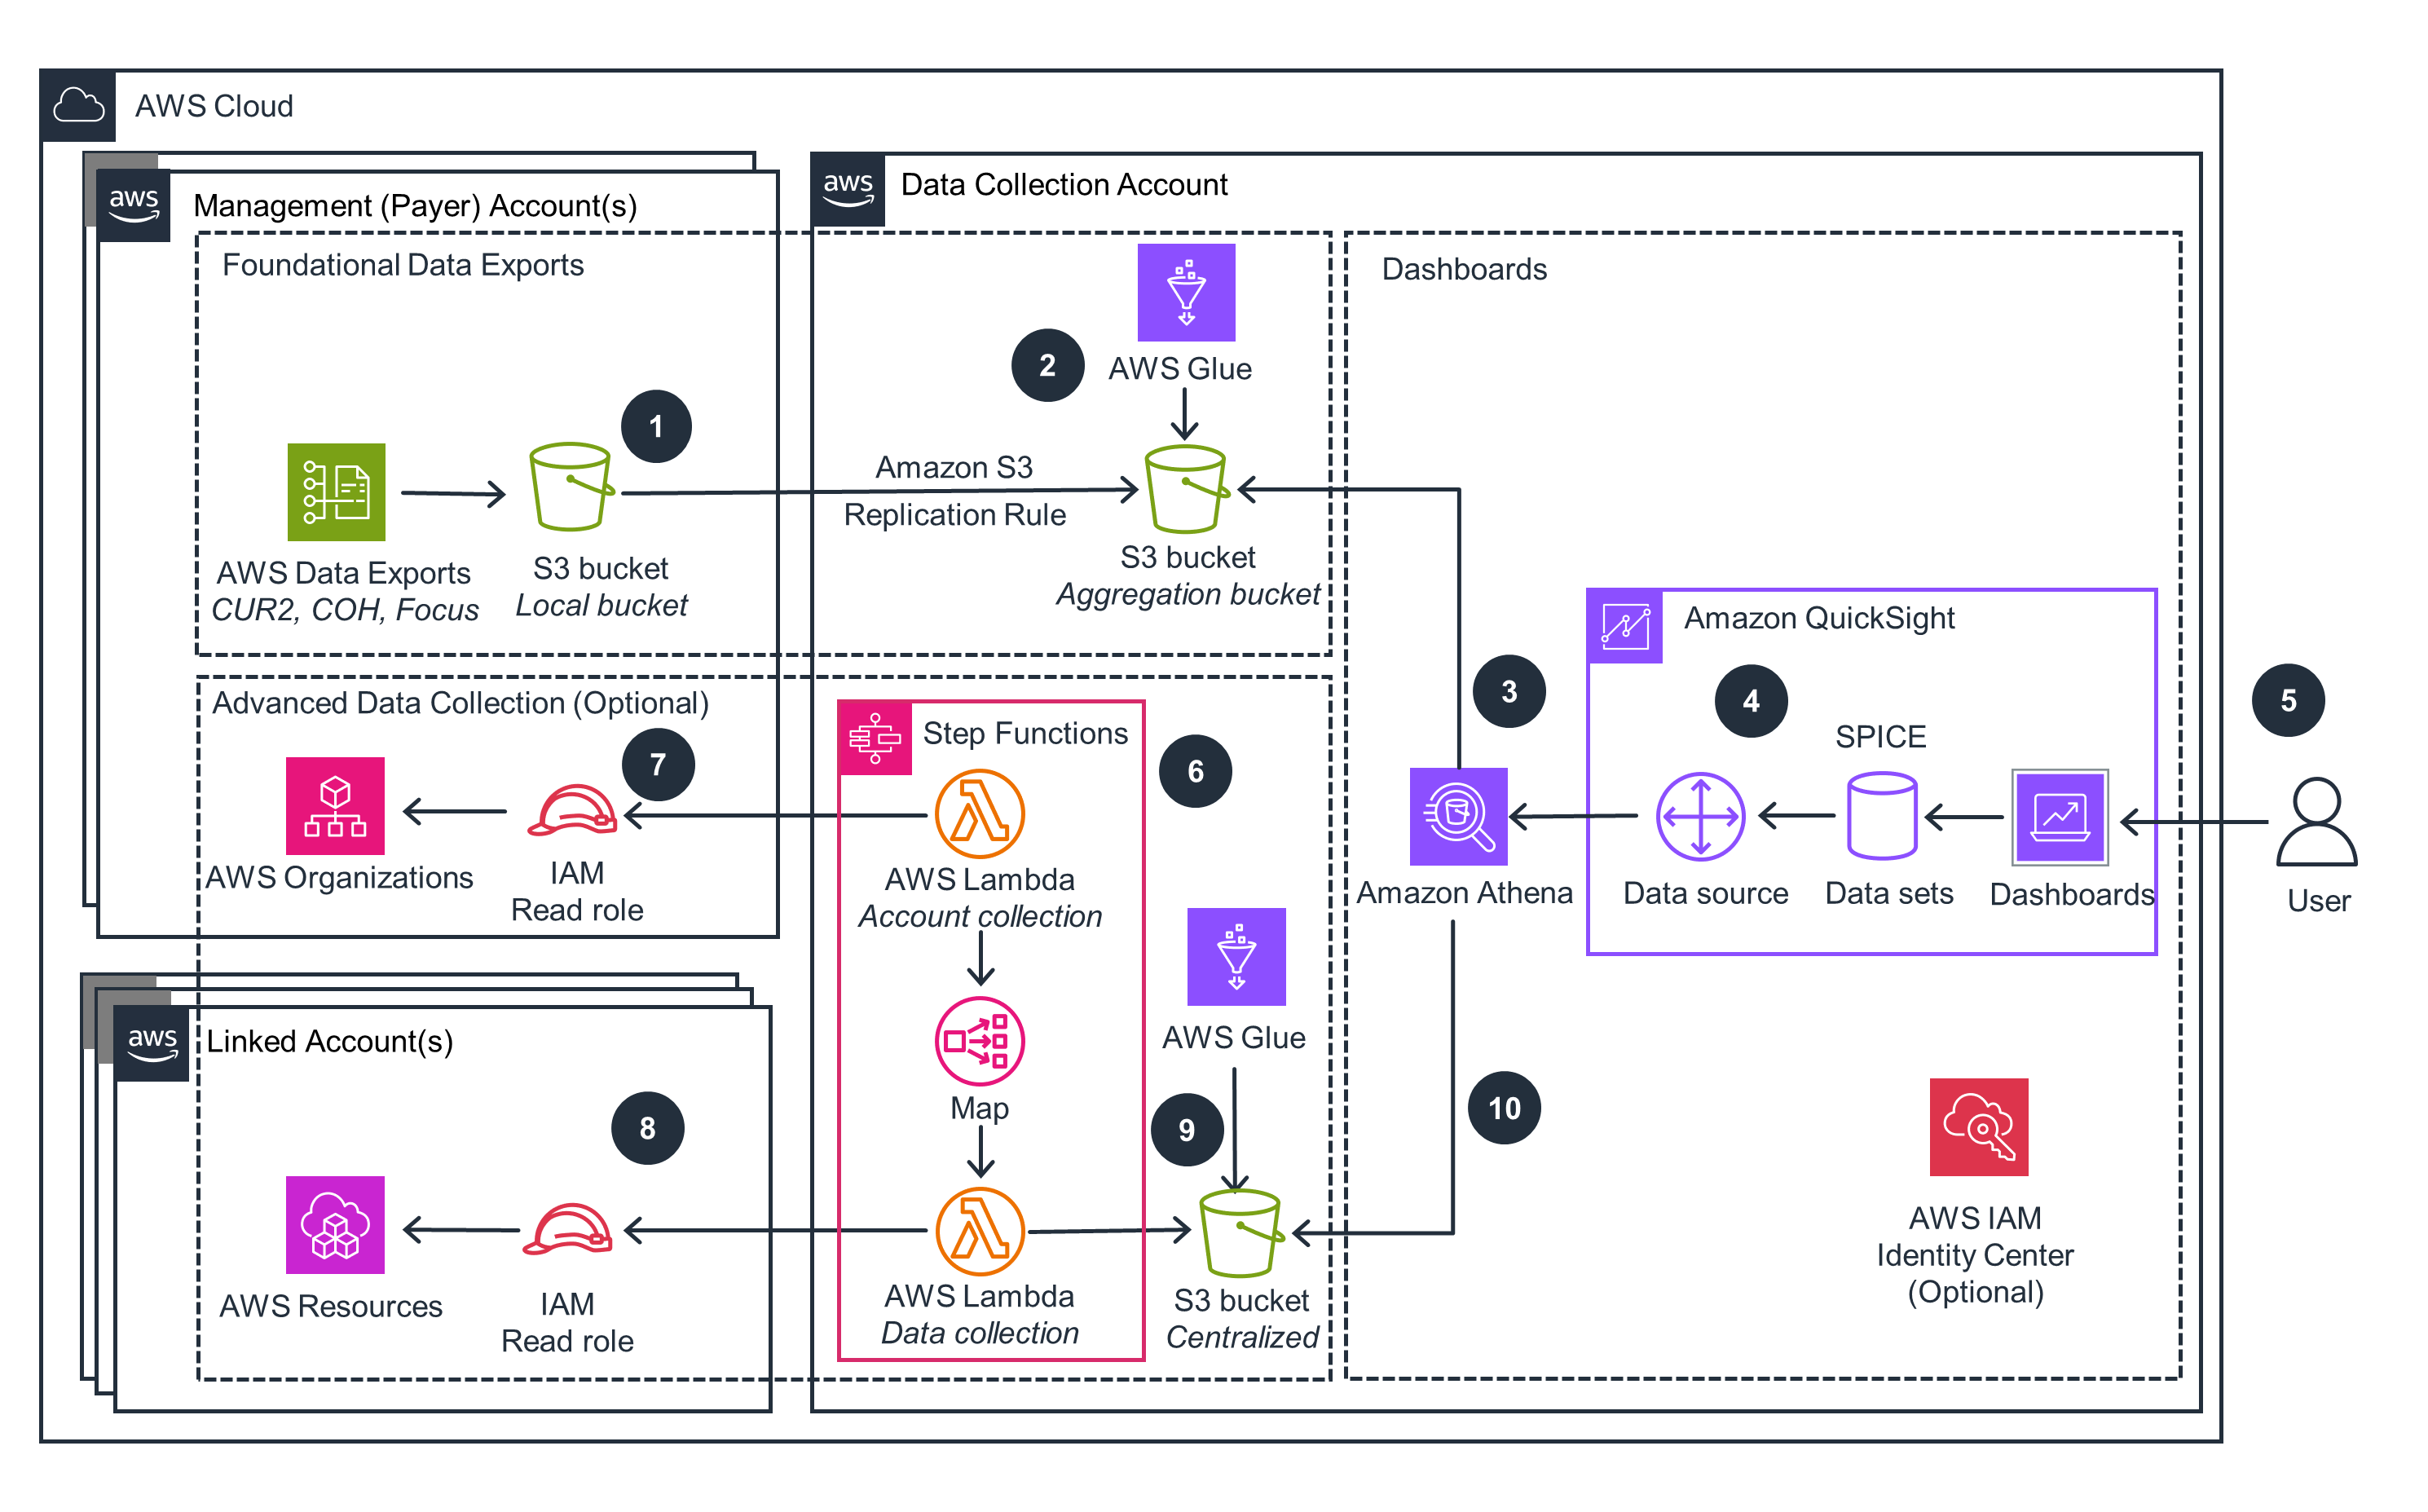 AWS Cloud
aws
Management (Payer) Account(s)
Foundational Data Exports
1
AWS Data Exports
CUR2, COH, Focus
S3 bucket
Local bucket
aws
Data Collection Account
2
AWS Glue
Amazon S3
Replication Rule
S3 bucket
Aggregation bucket
Dashboards
3
Amazon Athena
Amazon QuickSight
4
SPICE
Data source
Data sets
Dashboards
5
User
Advanced Data Collection (Optional)
7
AWS Organizations
IAM
Read role
Step Functions
6
AWS Lambda
Account collection
Map
AWS Lambda
Data collection
AWS Glue
9
S3 bucket
Centralized
10
AWS IAM
Identity Center
(Optional)
aws
Linked Account(s)
8
AWS Resources
IAM
Read role